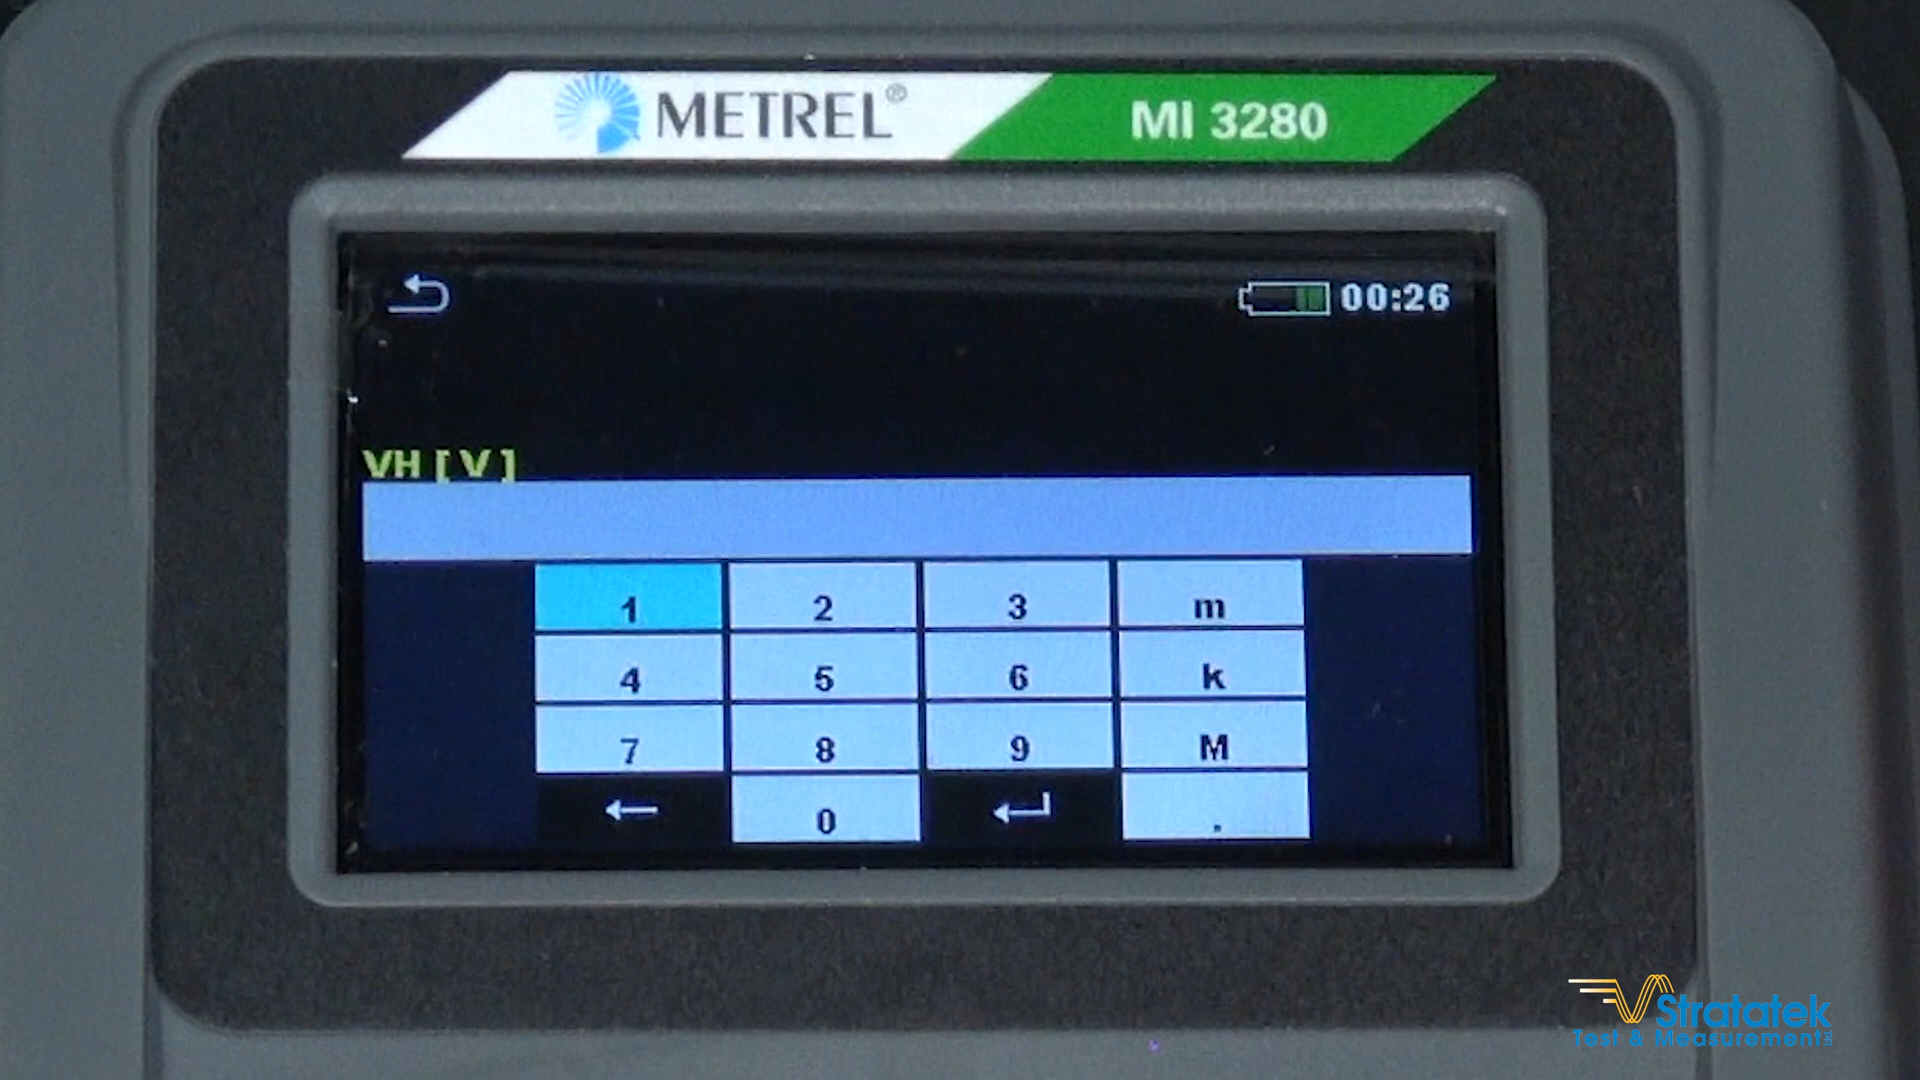 METREL® MI 3280
00:26
VH [ V ]
1 2 3 m
4 5 6 k
7 8 9 M
0 .
Stratatek
Test & Measurement